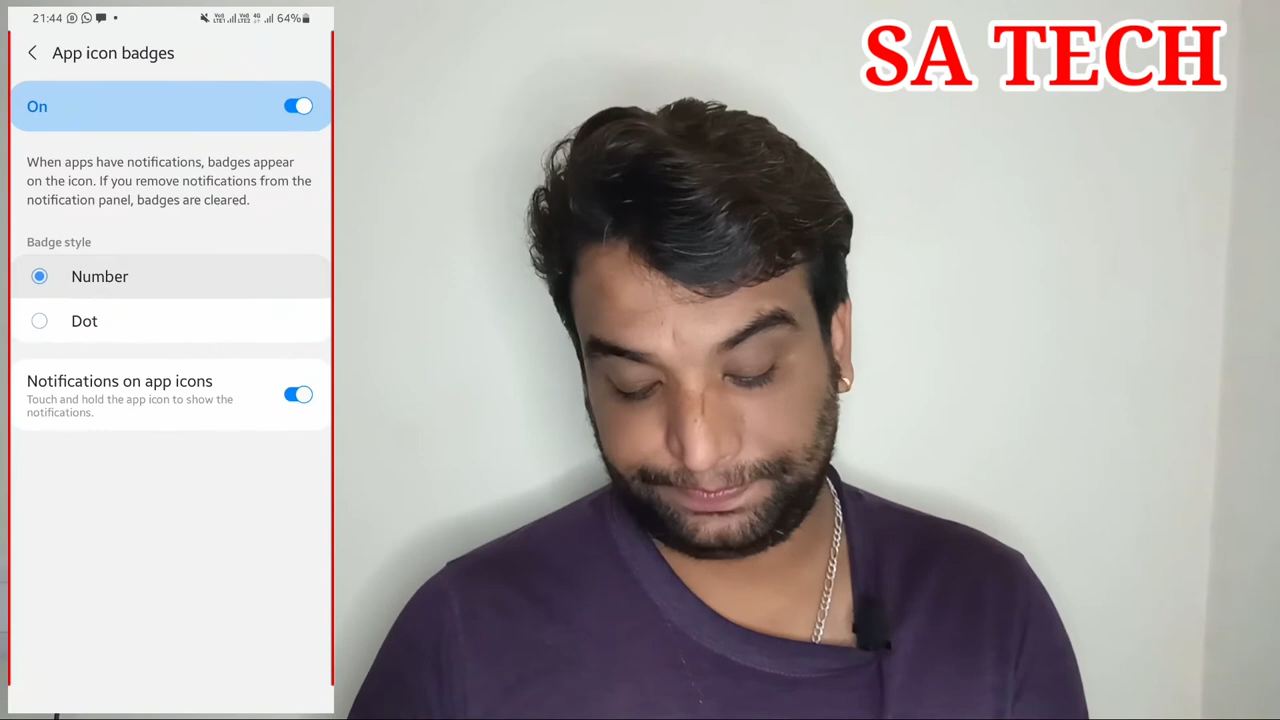 21:44 64%
SA TECH
App icon badges
On
When apps have notifications, badges appear
on the icon. If you remove notifications from the
notification panel, badges are cleared.
Badge style
Number
Dot
Notifications on app icons
Touch and hold the app icon to show the
notifications.